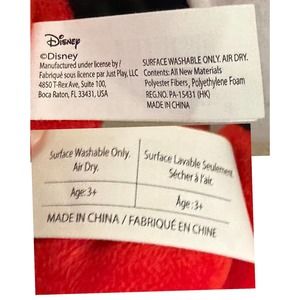 Disney
©Disney
Manufactured under license by /
Fabriqué sous licence par Just Play, LLC
4850 T-Rex Ave, Suite 300,
Boca Raton, FL 33431, USA
SURFACE WASHABLE ONLY. AIR DRY.
Contents: All New Materials
Polyester Fibers, Polyethylene Foam
REG.NO. PA-15431 (HK)
MADE IN CHINA
Surface Washable Only.
Air Dry.
Age: 3+
Surface Lavable Seulement.
Sécher à l'air.
Age: 3+
MADE IN CHINA / FABRIQUÉ EN CHINE